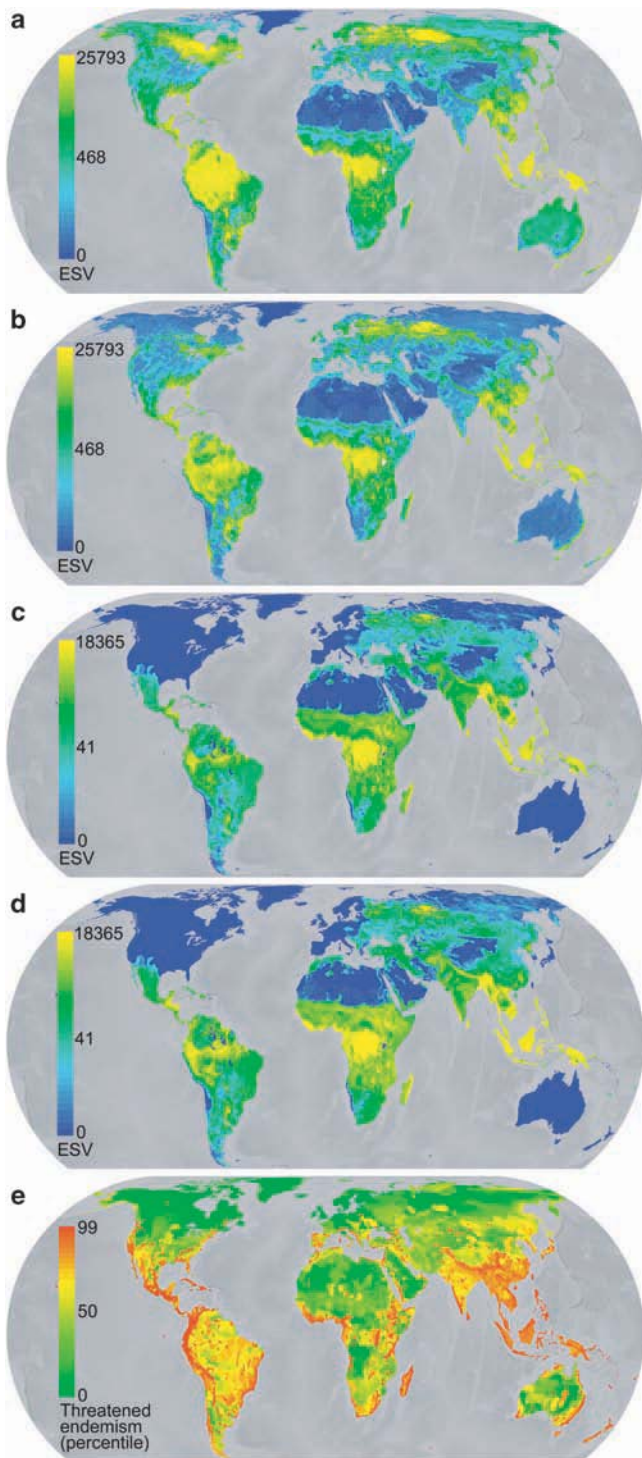 a
25793
468
0
ESV
b
25793
468
0
ESV
c
18365
41
0
ESV
d
18365
41
0
ESV
e
99
50
0
Threatened
endemism
(percentile)